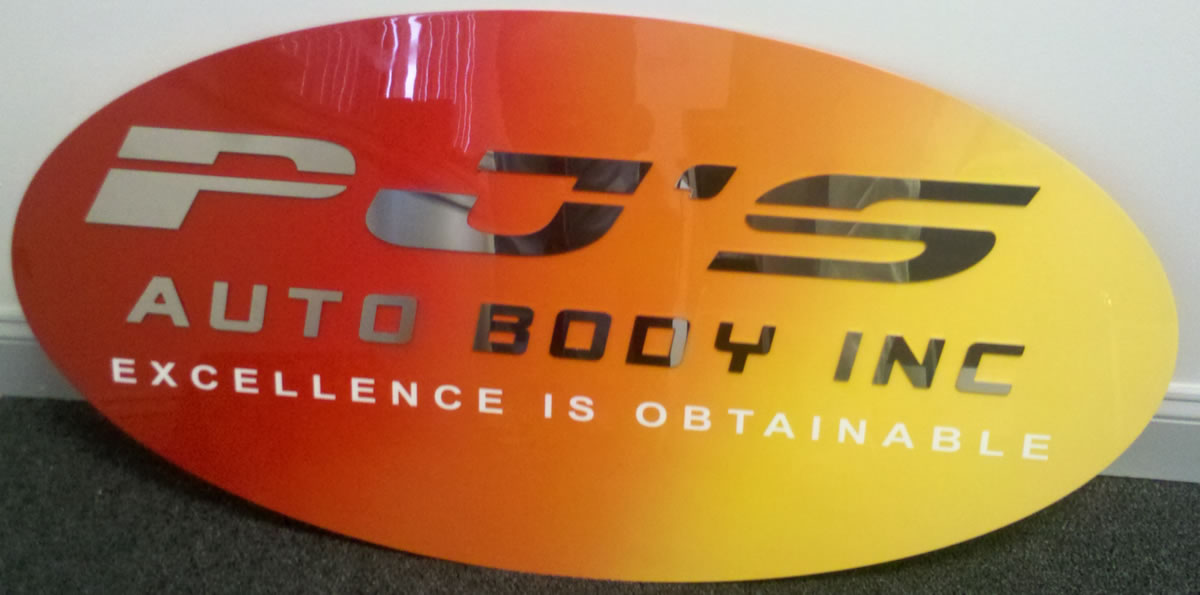 PJ'S
AUTO BODY INC
EXCELLENCE IS OBTAINABLE